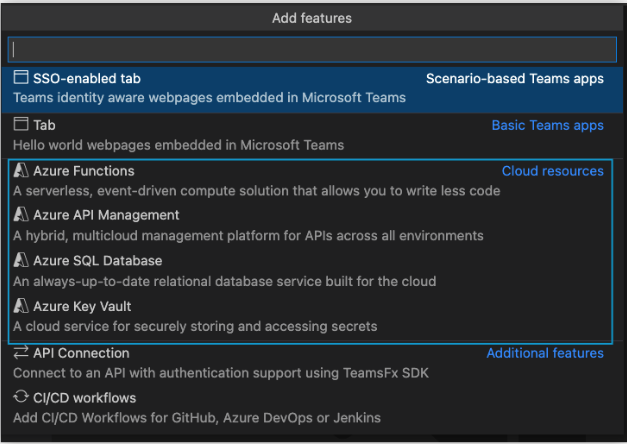 Add features
SSO-enabled tab Scenario-based Teams apps
Teams identity aware webpages embedded in Microsoft Teams
Tab Basic Teams apps
Hello world webpages embedded in Microsoft Teams
Azure Functions Cloud resources
A serverless, event-driven compute solution that allows you to write less code
Azure API Management
A hybrid, multicloud management platform for APIs across all environments
Azure SQL Database
An always-up-to-date relational database service built for the cloud
Azure Key Vault
A cloud service for securely storing and accessing secrets
API Connection Additional features
Connect to an API with authentication support using TeamsFx SDK
CI/CD workflows
Add CI/CD Workflows for GitHub, Azure DevOps or Jenkins